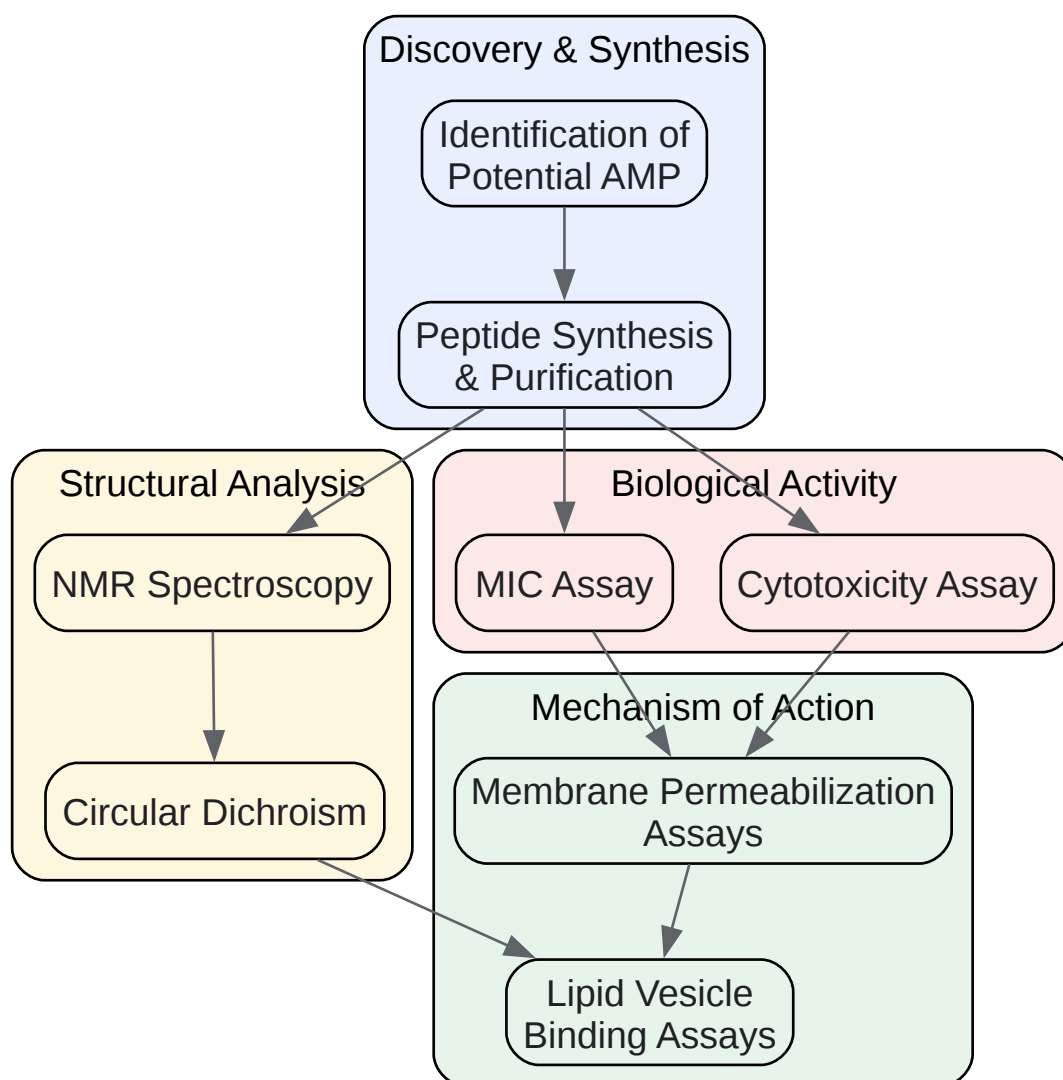 Discovery & Synthesis
Identification of
Potential AMP
Peptide Synthesis
& Purification
Structural Analysis
NMR Spectroscopy
Circular Dichroism
Biological Activity
MIC Assay
Cytotoxicity Assay
Mechanism of Action
Membrane Permeabilization
Assays
Lipid Vesicle
Binding Assays